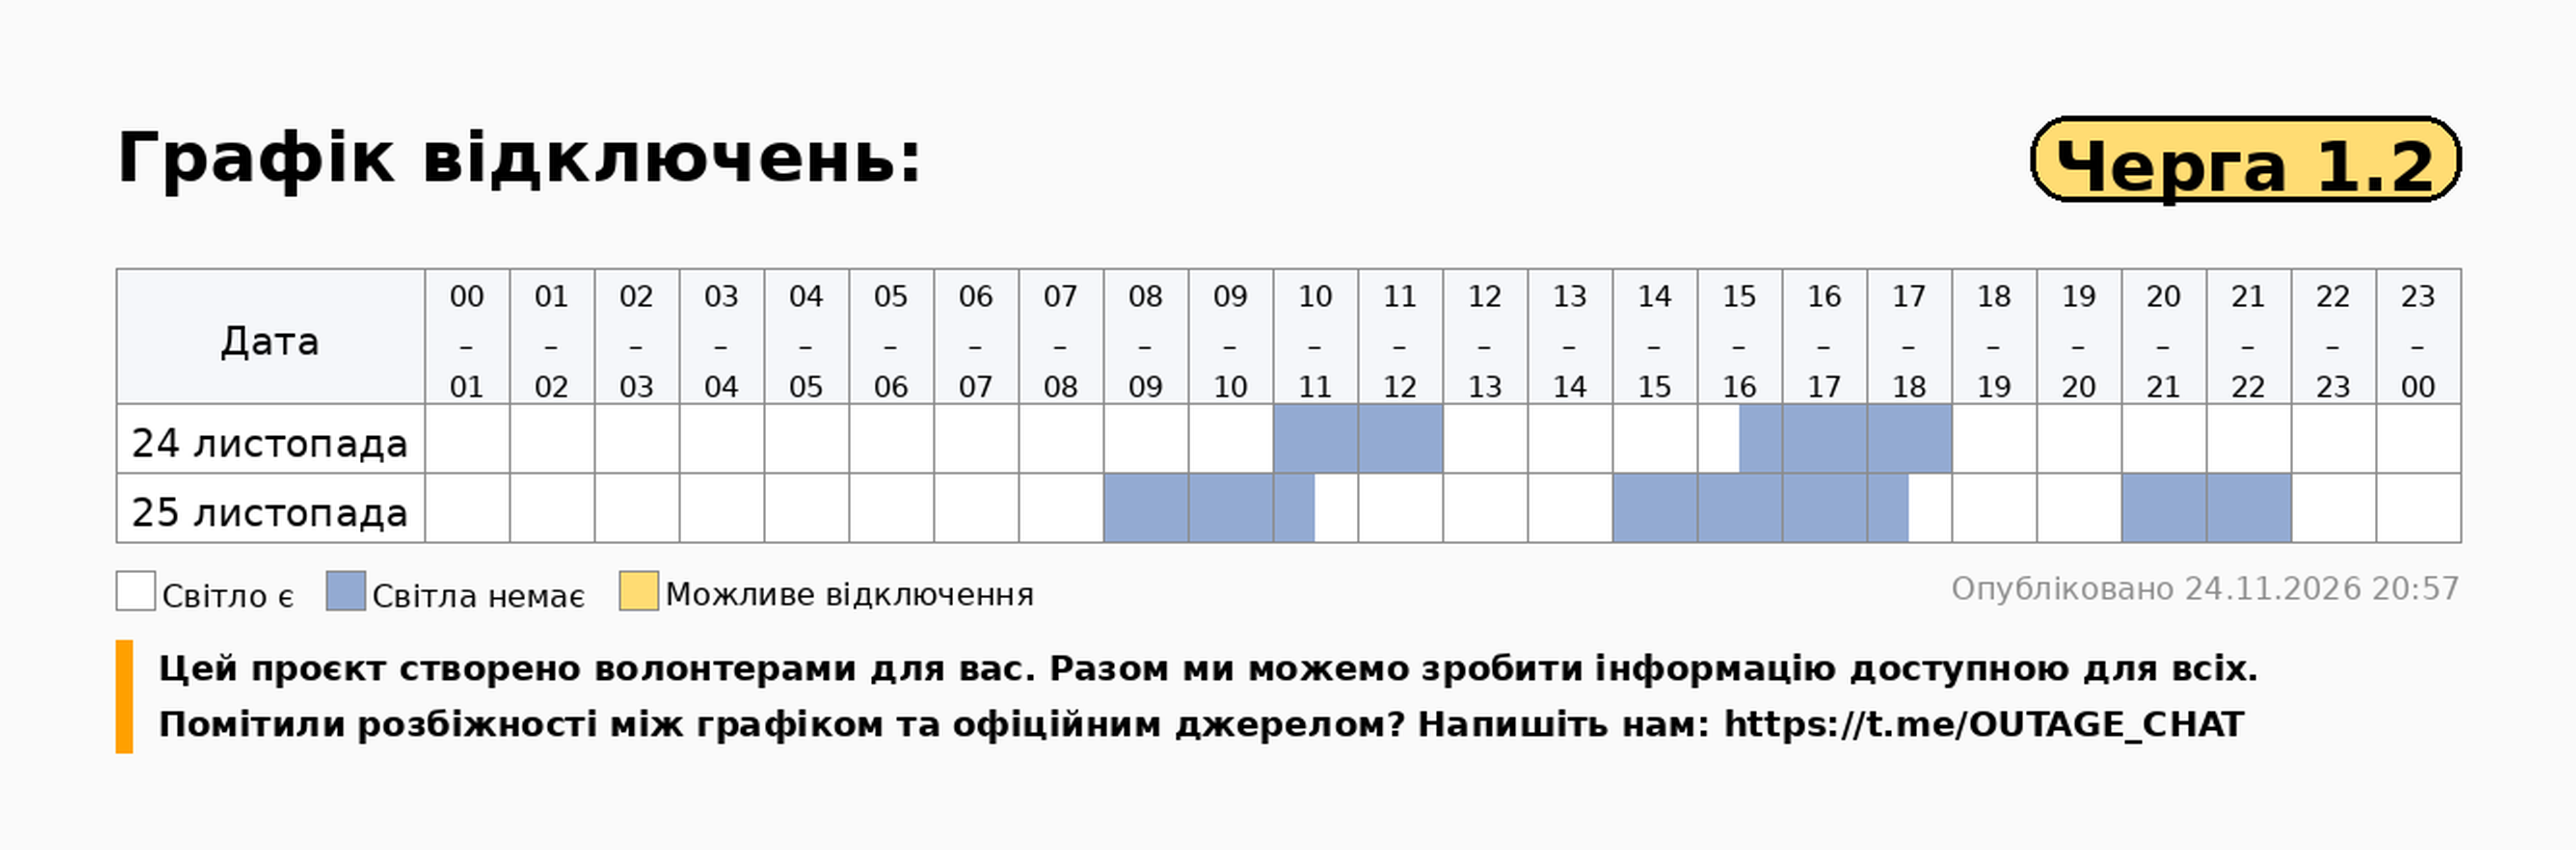 Графік відключень:
Черга 1.2
Дата
00 – 01
01 – 02
02 – 03
03 – 04
04 – 05
05 – 06
06 – 07
07 – 08
08 – 09
09 – 10
10 – 11
11 – 12
12 – 13
13 – 14
14 – 15
15 – 16
16 – 17
17 – 18
18 – 19
19 – 20
20 – 21
21 – 22
22 – 23
23 – 00
24 листопада
25 листопада
Світло є
Світла немає
Можливе відключення
Опубліковано 24.11.2026 20:57
Цей проєкт створено волонтерами для вас. Разом ми можемо зробити інформацію доступною для всіх.
Помітили розбіжності між графіком та офіційним джерелом? Напишіть нам: https://t.me/OUTAGE_CHAT